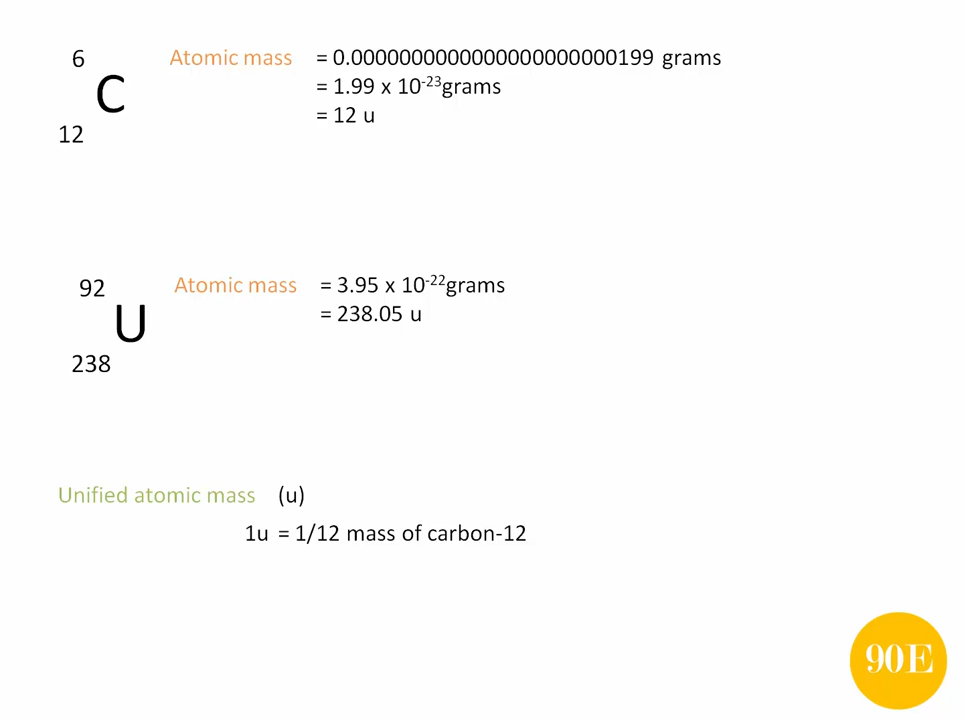 6
C
12
Atomic mass = 0.0000000000000000000000199 grams
= 1.99 x 10⁻²³grams
= 12 u
92
U
238
Atomic mass = 3.95 x 10⁻²²grams
= 238.05 u
Unified atomic mass (u)
1u = 1/12 mass of carbon-12
90E